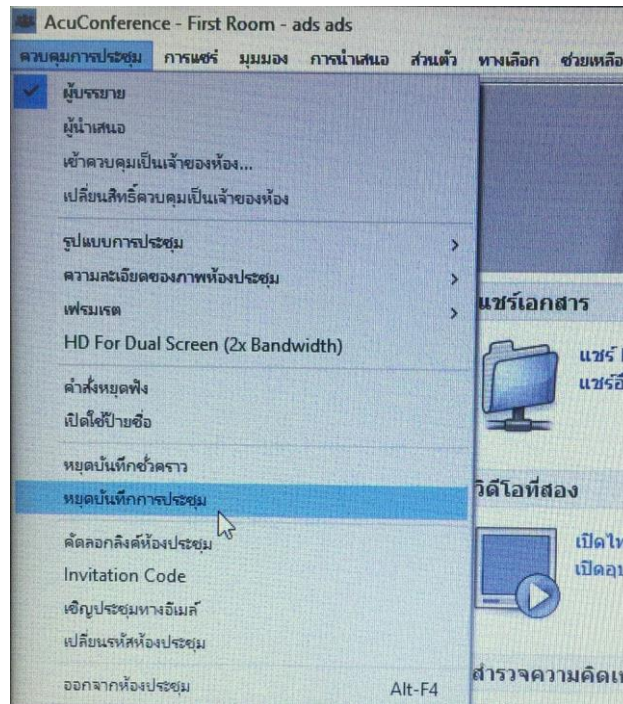 AcuConference - First Room - ads ads
ควบคุมการประชุม การแชร์ มุมมอง การนำเสนอ ส่วนตัว ทางเลือก ช่วยเหลือ
ผู้บรรยาย
ผู้นำเสนอ
เข้าควบคุมเป็นเจ้าของห้อง...
เปลี่ยนสิทธิ์ควบคุมเป็นเจ้าของห้อง
รูปแบบการประชุม
ความละเอียดของภาพห้องประชุม
เฟรมเรต
HD For Dual Screen (2x Bandwidth)
คำสั่งหยุดฟัง
เปิดใช้ป้ายชื่อ
หยุดบันทึกชั่วคราว
หยุดบันทึกการประชุม
คัดลอกลิงค์ห้องประชุม
Invitation Code
เชิญประชุมทางอีเมล์
เปลี่ยนรหัสห้องประชุม
ออกจากห้องประชุม Alt-F4
แชร์เอกสาร
แชร์
วิดีโอที่สอง